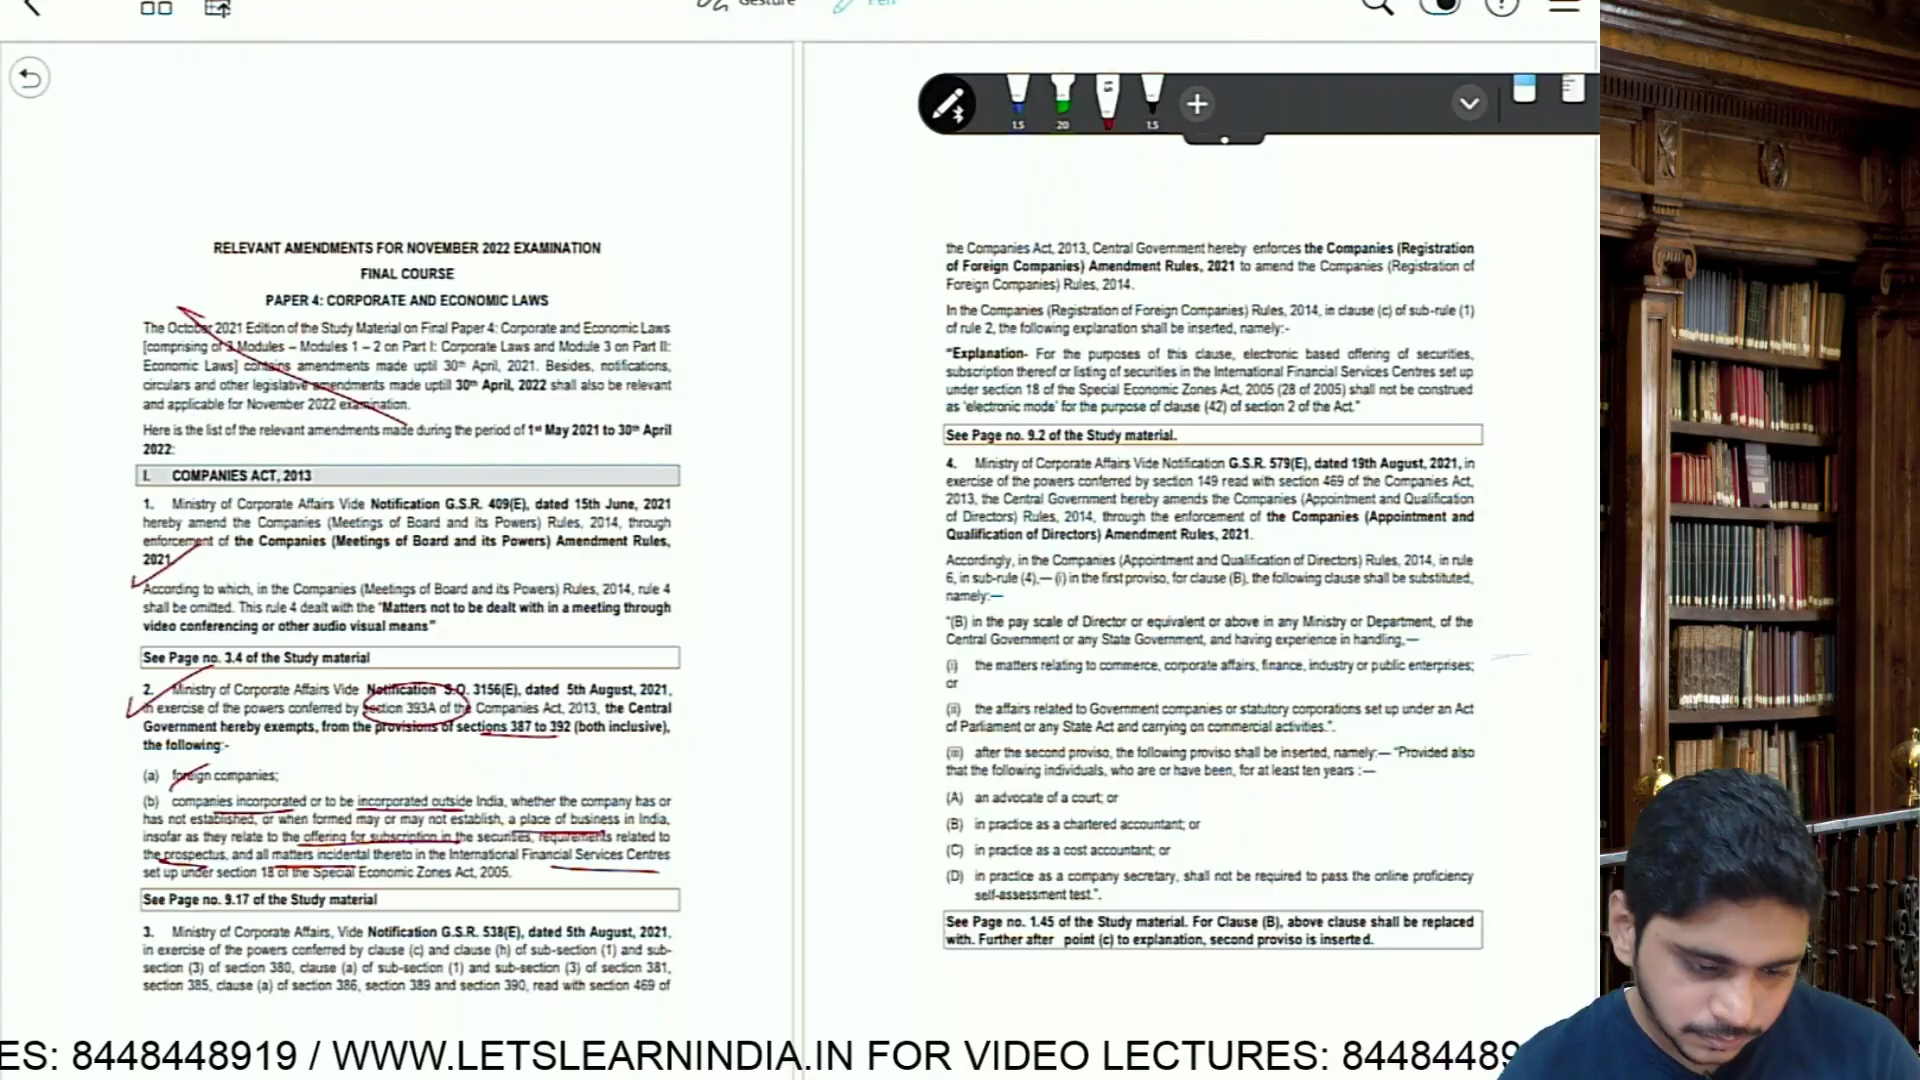 Gesture
Pen
1.5
20
1.5
1.5
RELEVANT AMENDMENTS FOR NOVEMBER 2022 EXAMINATION
FINAL COURSE
PAPER 4: CORPORATE AND ECONOMIC LAWS
The October 2021 Edition of the Study Material on Final Paper 4: Corporate and Economic Laws
[comprising of 3 Modules – Modules 1 – 2 on Part I: Corporate Laws and Module 3 on Part II:
Economic Laws] contains amendments made uptil 30th April, 2021. Besides, notifications,
circulars and other legislative amendments made uptill 30th April, 2022 shall also be relevant
and applicable for November 2022 examination.
Here is the list of the relevant amendments made during the period of 1st May 2021 to 30th April
2022:
I. COMPANIES ACT, 2013
1. Ministry of Corporate Affairs Vide Notification G.S.R. 409(E), dated 15th June, 2021
hereby amend the Companies (Meetings of Board and its Powers) Rules, 2014, through
enforcement of the Companies (Meetings of Board and its Powers) Amendment Rules,
2021.
According to which, in the Companies (Meetings of Board and its Powers) Rules, 2014, rule 4
shall be omitted. This rule 4 dealt with the "Matters not to be dealt with in a meeting through
video conferencing or other audio visual means"
See Page no. 3.4 of the Study material
2. Ministry of Corporate Affairs Vide Notification S.O. 3156(E), dated 5th August, 2021,
in exercise of the powers conferred by section 393A of the Companies Act, 2013, the Central
Government hereby exempts, from the provisions of sections 387 to 392 (both inclusive),
the following:-
(a) foreign companies;
(b) companies incorporated or to be incorporated outside India, whether the company has or
has not established, or when formed may or may not establish, a place of business in India,
insofar as they relate to the offering for subscription in the securities, requirements related to
the prospectus, and all matters incidental thereto in the International Financial Services Centres
set up under section 18 of the Special Economic Zones Act, 2005.
See Page no. 9.17 of the Study material
3. Ministry of Corporate Affairs, Vide Notification G.S.R. 538(E), dated 5th August, 2021,
in exercise of the powers conferred by clause (c) and clause (h) of sub-section (1) and sub-
section (3) of section 380, clause (a) of sub-section (1) and sub-section (3) of section 381,
section 385, clause (a) of section 386, section 389 and section 390, read with section 469 of
the Companies Act, 2013, Central Government hereby enforces the Companies (Registration
of Foreign Companies) Amendment Rules, 2021 to amend the Companies (Registration of
Foreign Companies) Rules, 2014.
In the Companies (Registration of Foreign Companies) Rules, 2014, in clause (c) of sub-rule (1)
of rule 2, the following explanation shall be inserted, namely:-
"Explanation- For the purposes of this clause, electronic based offering of securities,
subscription thereof or listing of securities in the International Financial Services Centres set up
under section 18 of the Special Economic Zones Act, 2005 (28 of 2005) shall not be construed
as 'electronic mode' for the purpose of clause (42) of section 2 of the Act."
See Page no. 9.2 of the Study material.
4. Ministry of Corporate Affairs Vide Notification G.S.R. 579(E), dated 19th August, 2021, in
exercise of the powers conferred by section 149 read with section 469 of the Companies Act,
2013, the Central Government hereby amends the Companies (Appointment and Qualification
of Directors) Rules, 2014, through the enforcement of the Companies (Appointment and
Qualification of Directors) Amendment Rules, 2021.
Accordingly, in the Companies (Appointment and Qualification of Directors) Rules, 2014, in rule
6, in sub-rule (4),— (i) in the first proviso, for clause (B), the following clause shall be substituted,
namely:—
"(B) in the pay scale of Director or equivalent or above in any Ministry or Department, of the
Central Government or any State Government, and having experience in handling,—
(i) the matters relating to commerce, corporate affairs, finance, industry or public enterprises;
or
(ii) the affairs related to Government companies or statutory corporations set up under an Act
of Parliament or any State Act and carrying on commercial activities.".
(iii) after the second proviso, the following proviso shall be inserted, namely:— "Provided also
that the following individuals, who are or have been, for at least ten years :—
(A) an advocate of a court; or
(B) in practice as a chartered accountant; or
(C) in practice as a cost accountant; or
(D) in practice as a company secretary, shall not be required to pass the online proficiency
self-assessment test.".
See Page no. 1.45 of the Study material. For Clause (B), above clause shall be replaced
with. Further after point (c) to explanation, second proviso is inserted.
ES: 8448448919 / WWW.LETSLEARNINDIA.IN FOR VIDEO LECTURES: 84484489